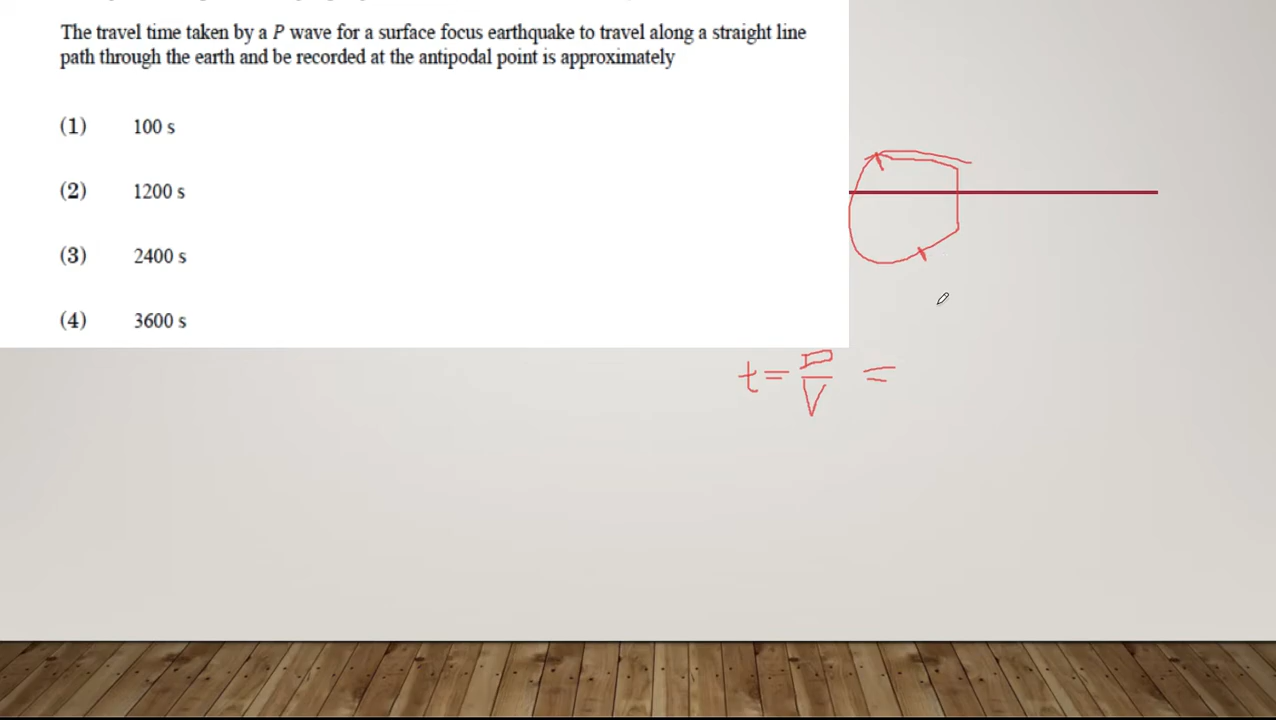 The travel time taken by a P wave for a surface focus earthquake to travel along a straight line
path through the earth and be recorded at the antipodal point is approximately
(1) 100 s
(2) 1200 s
(3) 2400 s
(4) 3600 s
t = D/V =